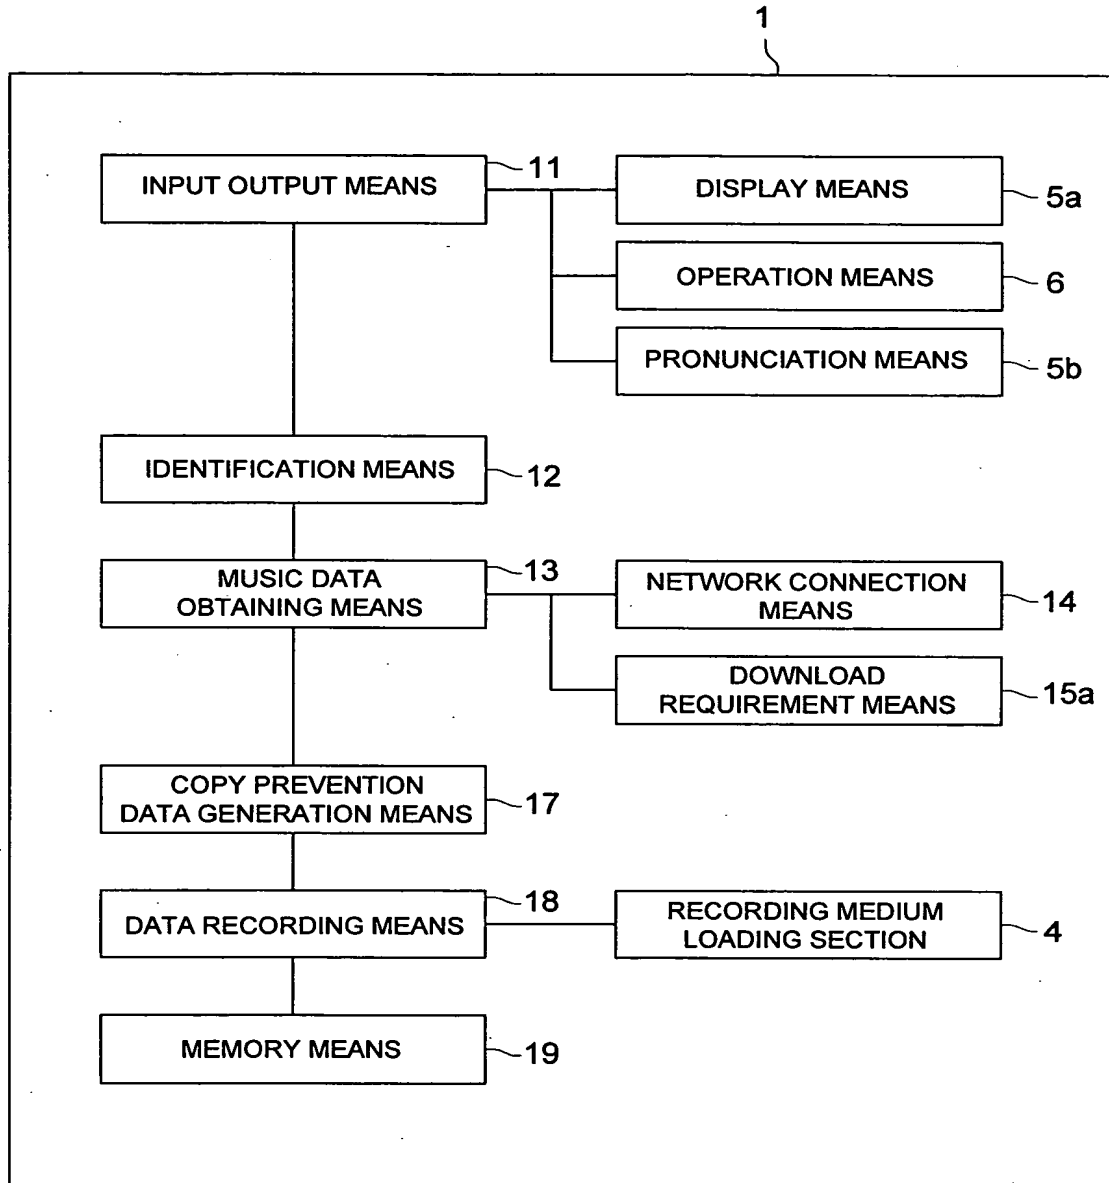 1
INPUT OUTPUT MEANS
11
DISPLAY MEANS
5a
OPERATION MEANS
6
PRONUNCIATION MEANS
5b
IDENTIFICATION MEANS
12
MUSIC DATA
OBTAINING MEANS
13
NETWORK CONNECTION
MEANS
14
DOWNLOAD
REQUIREMENT MEANS
15a
COPY PREVENTION
DATA GENERATION MEANS
17
DATA RECORDING MEANS
18
RECORDING MEDIUM
LOADING SECTION
4
MEMORY MEANS
19